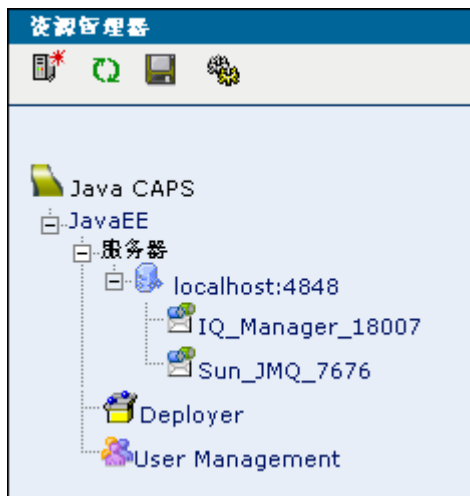 资源管理器
Java CAPS
JavaEE
服务器
localhost:4848
IQ_Manager_18007
Sun_JMQ_7676
Deployer
User Management